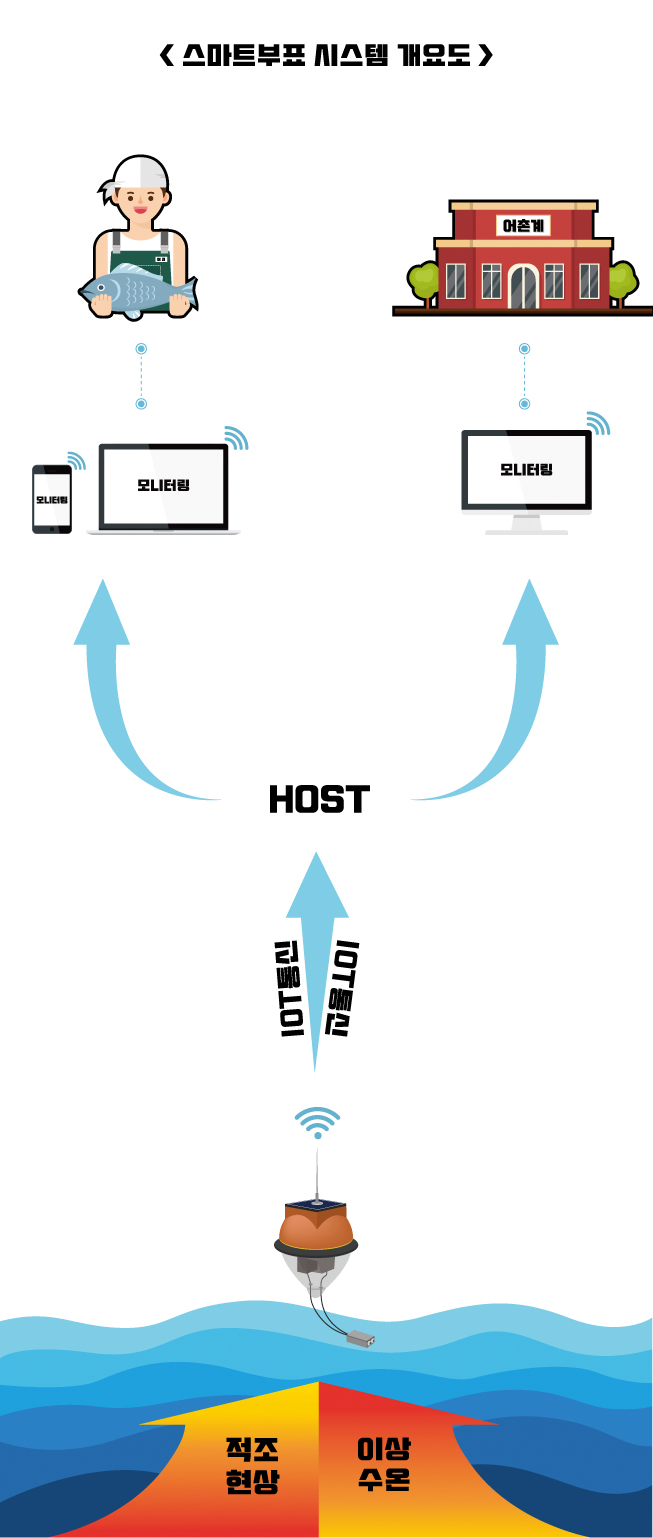 < 스마트부표 시스템 개요도 >
어촌계
모니터링
모니터링
모니터링
HOST
IOT통신
IOT통신
적조
현상
이상
수온